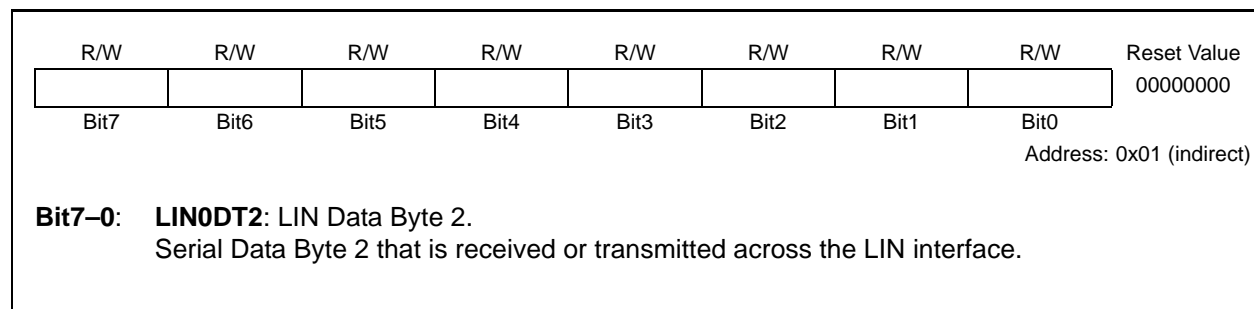 R/W R/W R/W R/W R/W R/W R/W R/W Reset Value
00000000
Bit7 Bit6 Bit5 Bit4 Bit3 Bit2 Bit1 Bit0
Address: 0x01 (indirect)
Bit7–0: LIN0DT2: LIN Data Byte 2.
Serial Data Byte 2 that is received or transmitted across the LIN interface.